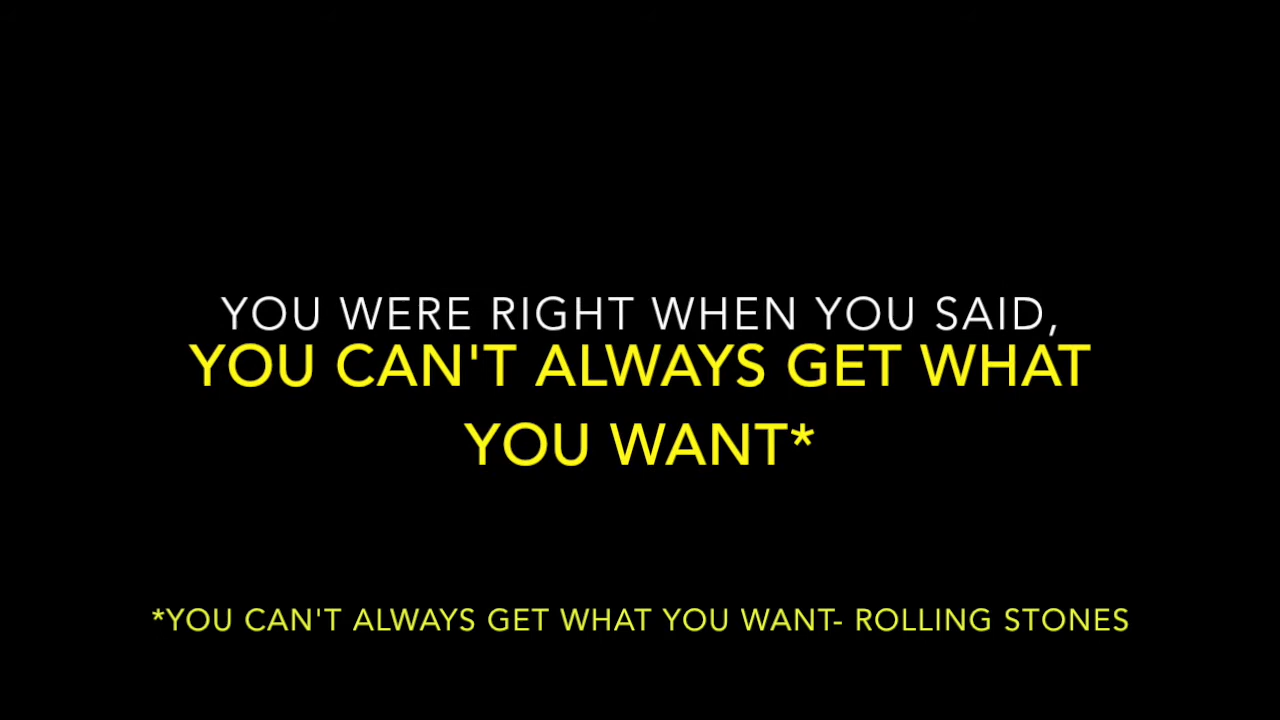 YOU WERE RIGHT WHEN YOU SAID,
YOU CAN'T ALWAYS GET WHAT
YOU WANT*
*YOU CAN'T ALWAYS GET WHAT YOU WANT- ROLLING STONES